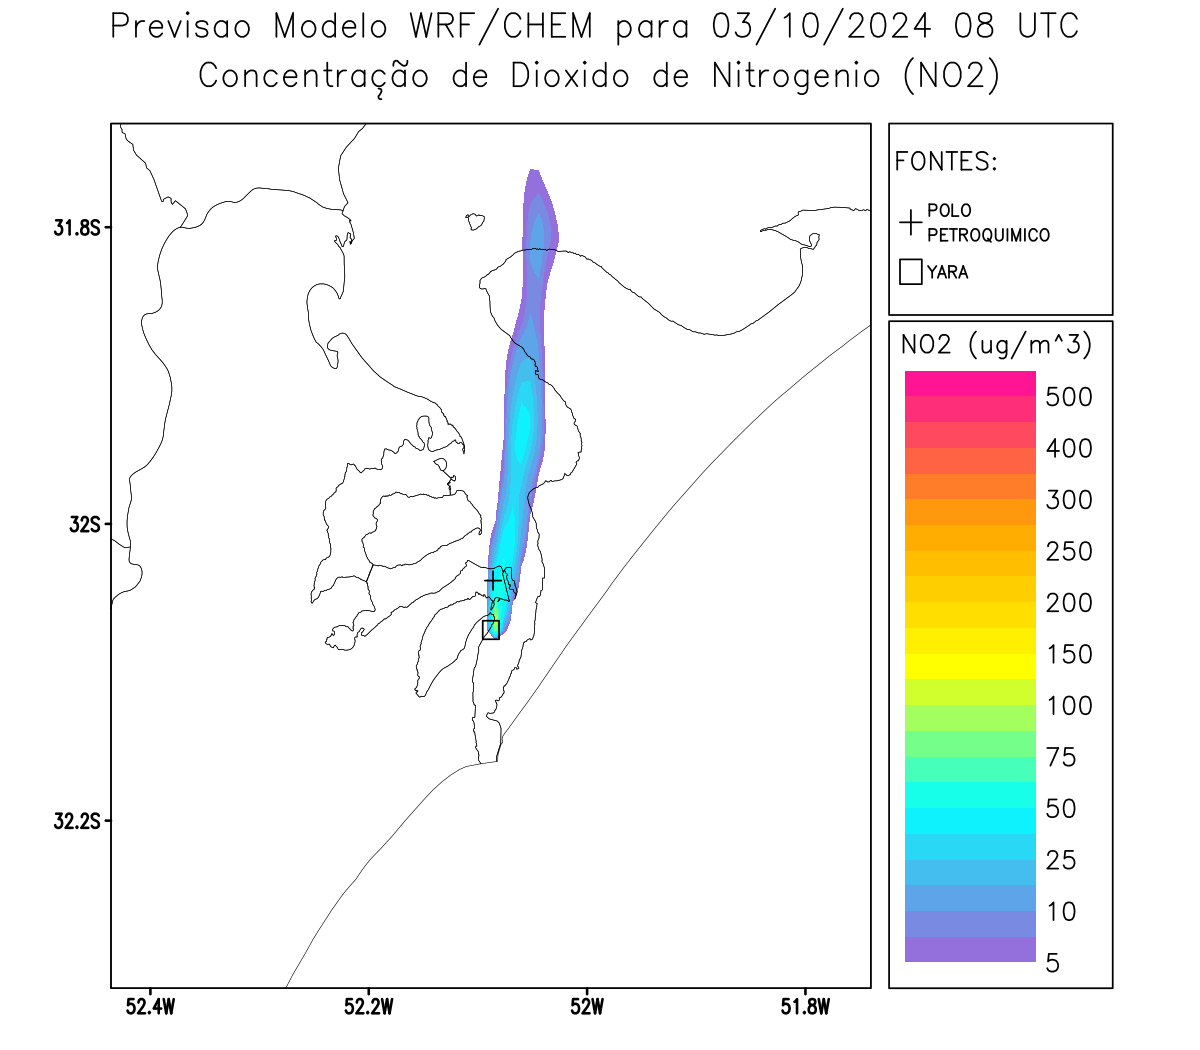 Previsao Modelo WRF/CHEM para 03/10/2024 08 UTC
Concentração de Dioxido de Nitrogenio (NO2)
FONTES:
POLO
PETROQUIMICO
YARA
NO2 (ug/m^3)
500
400
300
250
200
150
100
75
50
25
10
5
31.8S
32S
32.2S
52.4W
52.2W
52W
51.8W